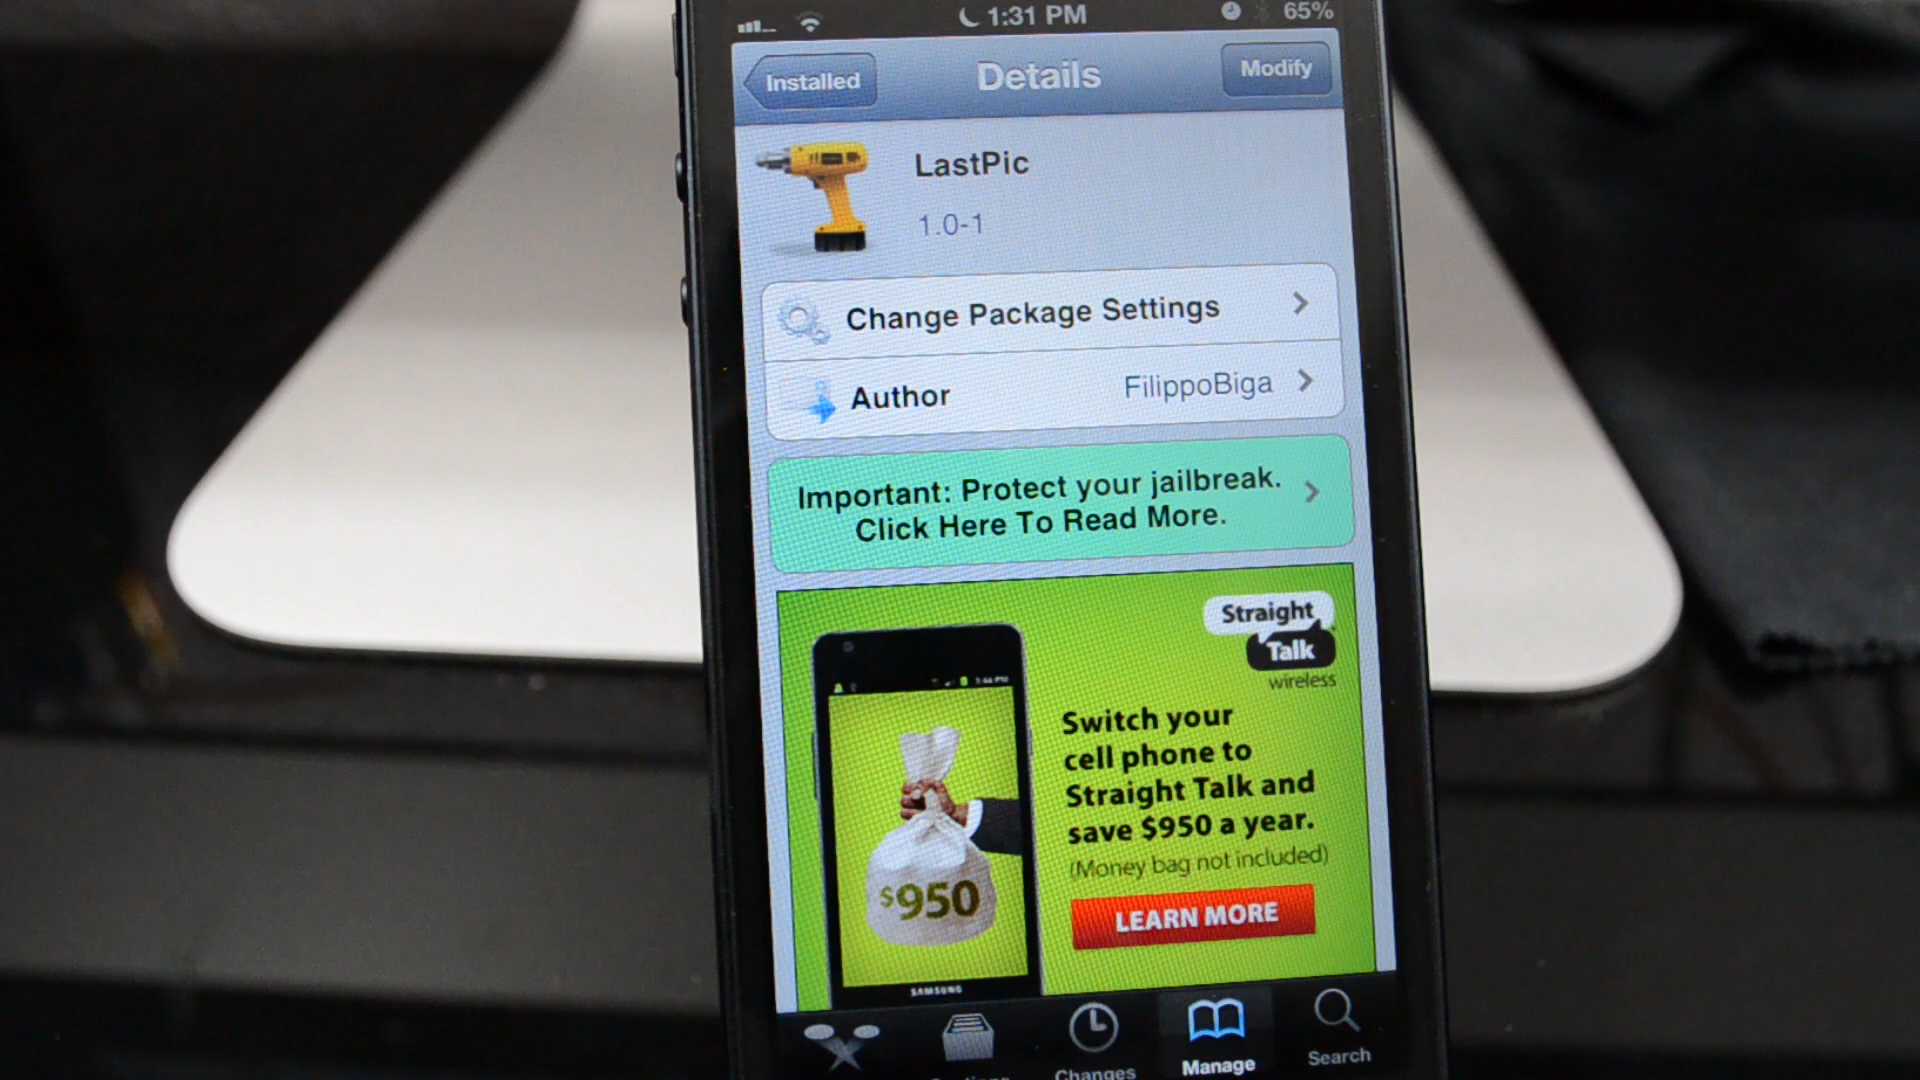 1:31 PM
65%
Installed
Details
Modify
LastPic
1.0-1
Change Package Settings
Author
FilippoBiga
Important: Protect your jailbreak.
Click Here To Read More.
Straight
Talk
wireless
Switch your
cell phone to
Straight Talk and
save $950 a year.
(Money bag not included)
LEARN MORE
$950
SAMSUNG
Changes
Manage
Search